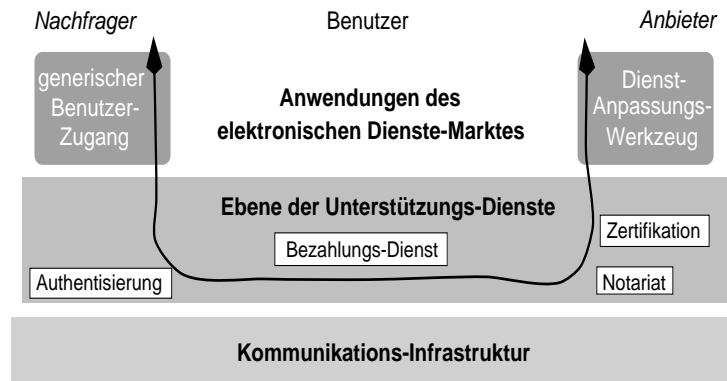 Nachfrager
Benutzer
Anbieter
generischer
Benutzer-
Zugang
Anwendungen des
elektronischen Dienste-Marktes
Dienst-
Anpassungs-
Werkzeug
Ebene der Unterstützungs-Dienste
Bezahlungs-Dienst
Zertifikation
Authentisierung
Notariat
Kommunikations-Infrastruktur